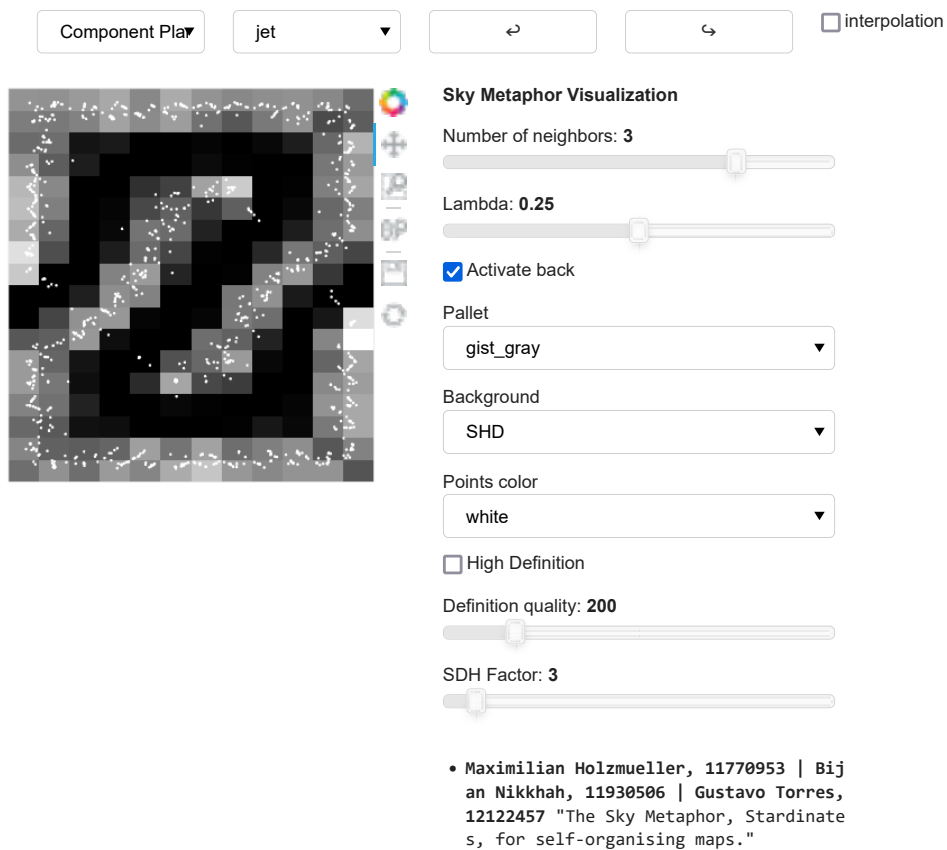 Component Plar jet ↩ ↪ interpolation
Sky Metaphor Visualization
Number of neighbors: 3
Lambda: 0.25
Activate back
Pallet
gist_gray
Background
SHD
Points color
white
High Definition
Definition quality: 200
SDH Factor: 3
• Maximilian Holzmueller, 11770953 | Bij
an Nikkhah, 11930506 | Gustavo Torres,
12122457 "The Sky Metaphor, Stardinate
s, for self-organising maps."